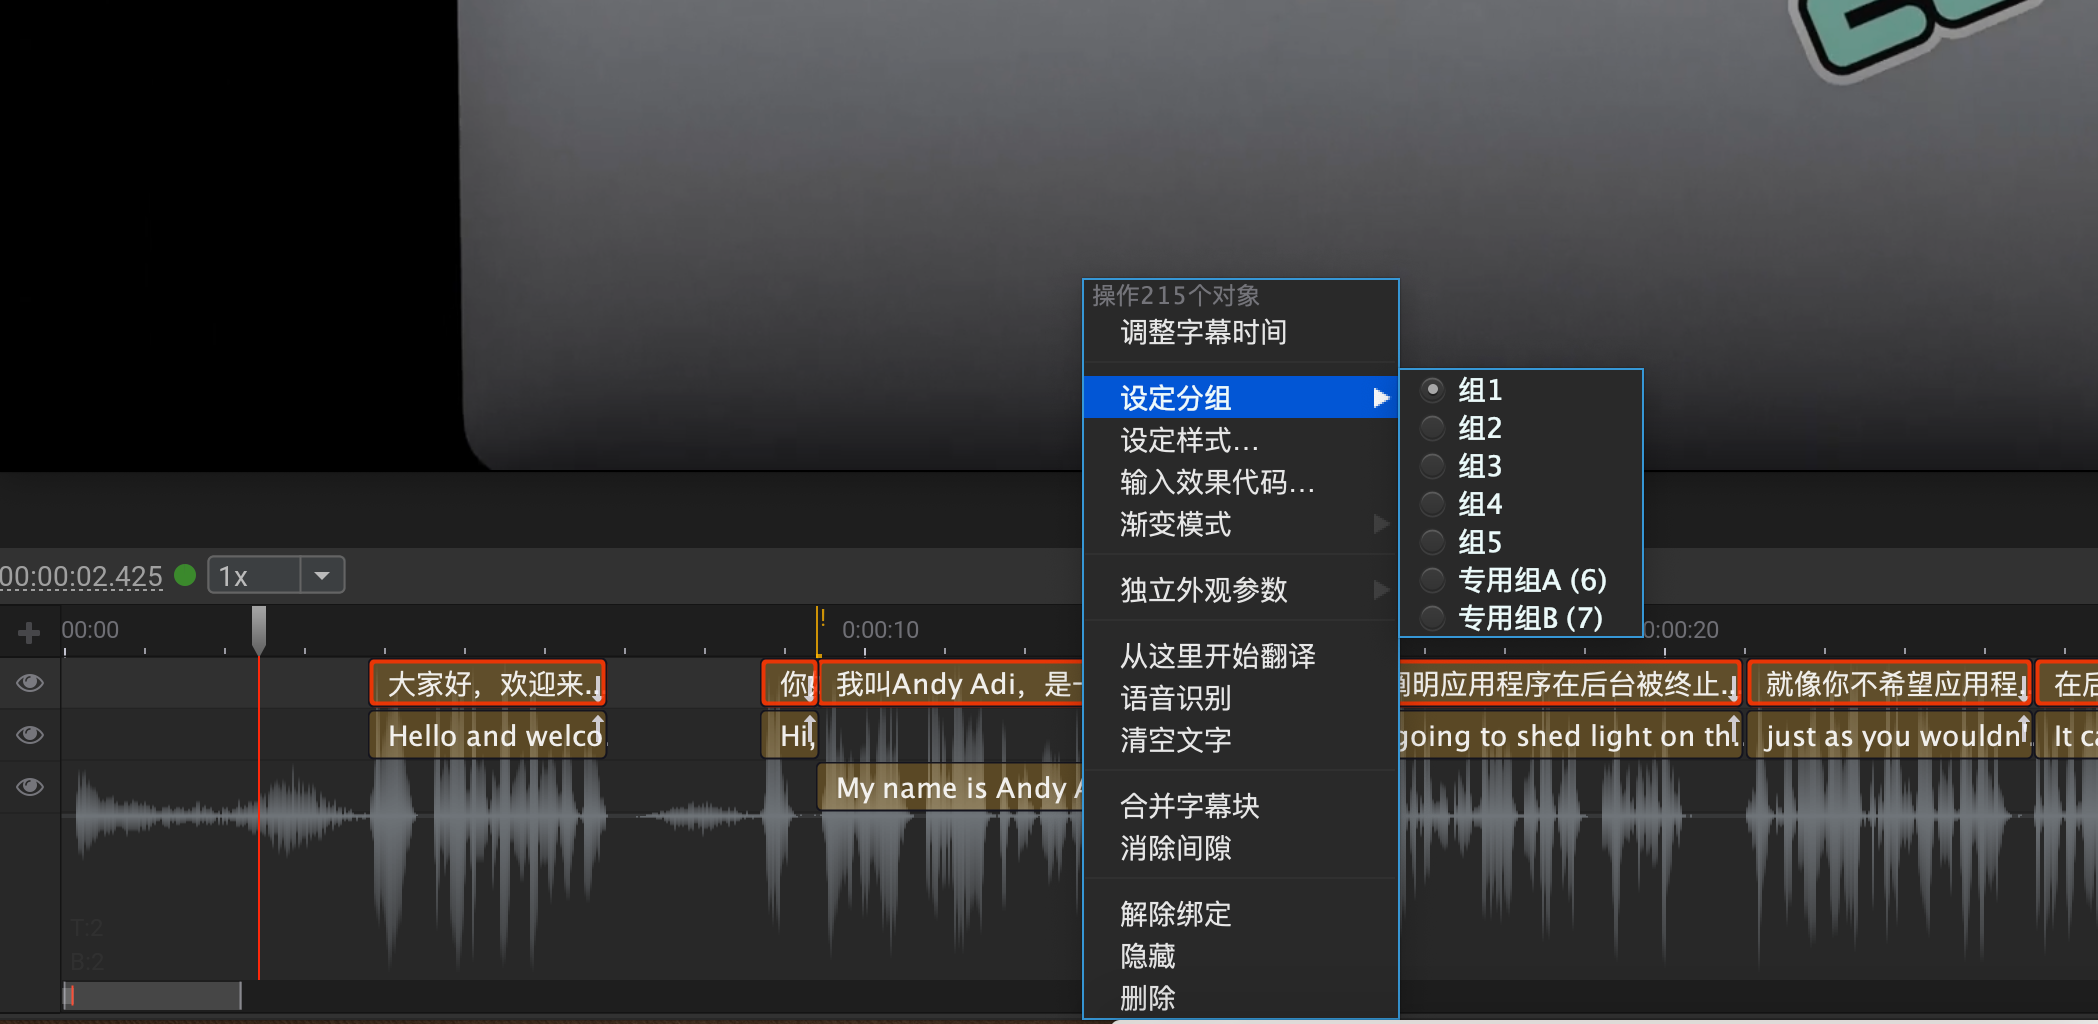 操作215个对象
调整字幕时间
设定分组
设定样式...
输入效果代码...
渐变模式
独立外观参数
从这里开始翻译
语音识别
清空文字
合并字幕块
消除间隙
解除绑定
隐藏
删除
组1
组2
组3
组4
组5
专用组A (6)
专用组B (7)
00:00:02.425
1x
00:00
!
0:00:10
0:00:20
大家好，欢迎来...
你
我叫Andy Adi，是一
明应用程序在后台被终止...
就像你不希望应用程
在后
Hello and welco
Hi,
going to shed light on th..
just as you wouldn'
It ca
My name is Andy A
T:2
B:2